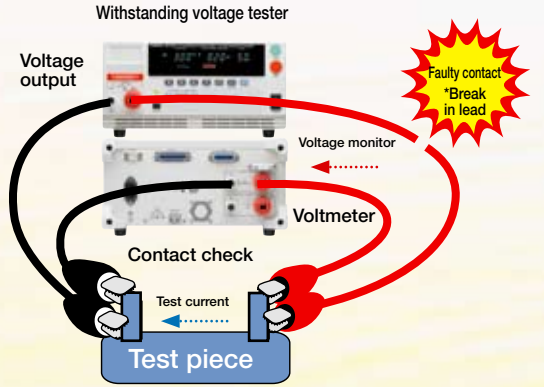 Withstanding voltage tester
Voltage
output
Faulty contact
*Break
in lead
Voltage monitor
Voltmeter
Contact check
Test current
Test piece